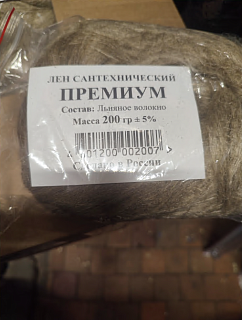 ЛЕН САНТЕХНИЧЕСКИЙ
ПРЕМИУМ
Состав: Льняное волокно
Масса 200 гр ± 5%
01200 002007 >
в России